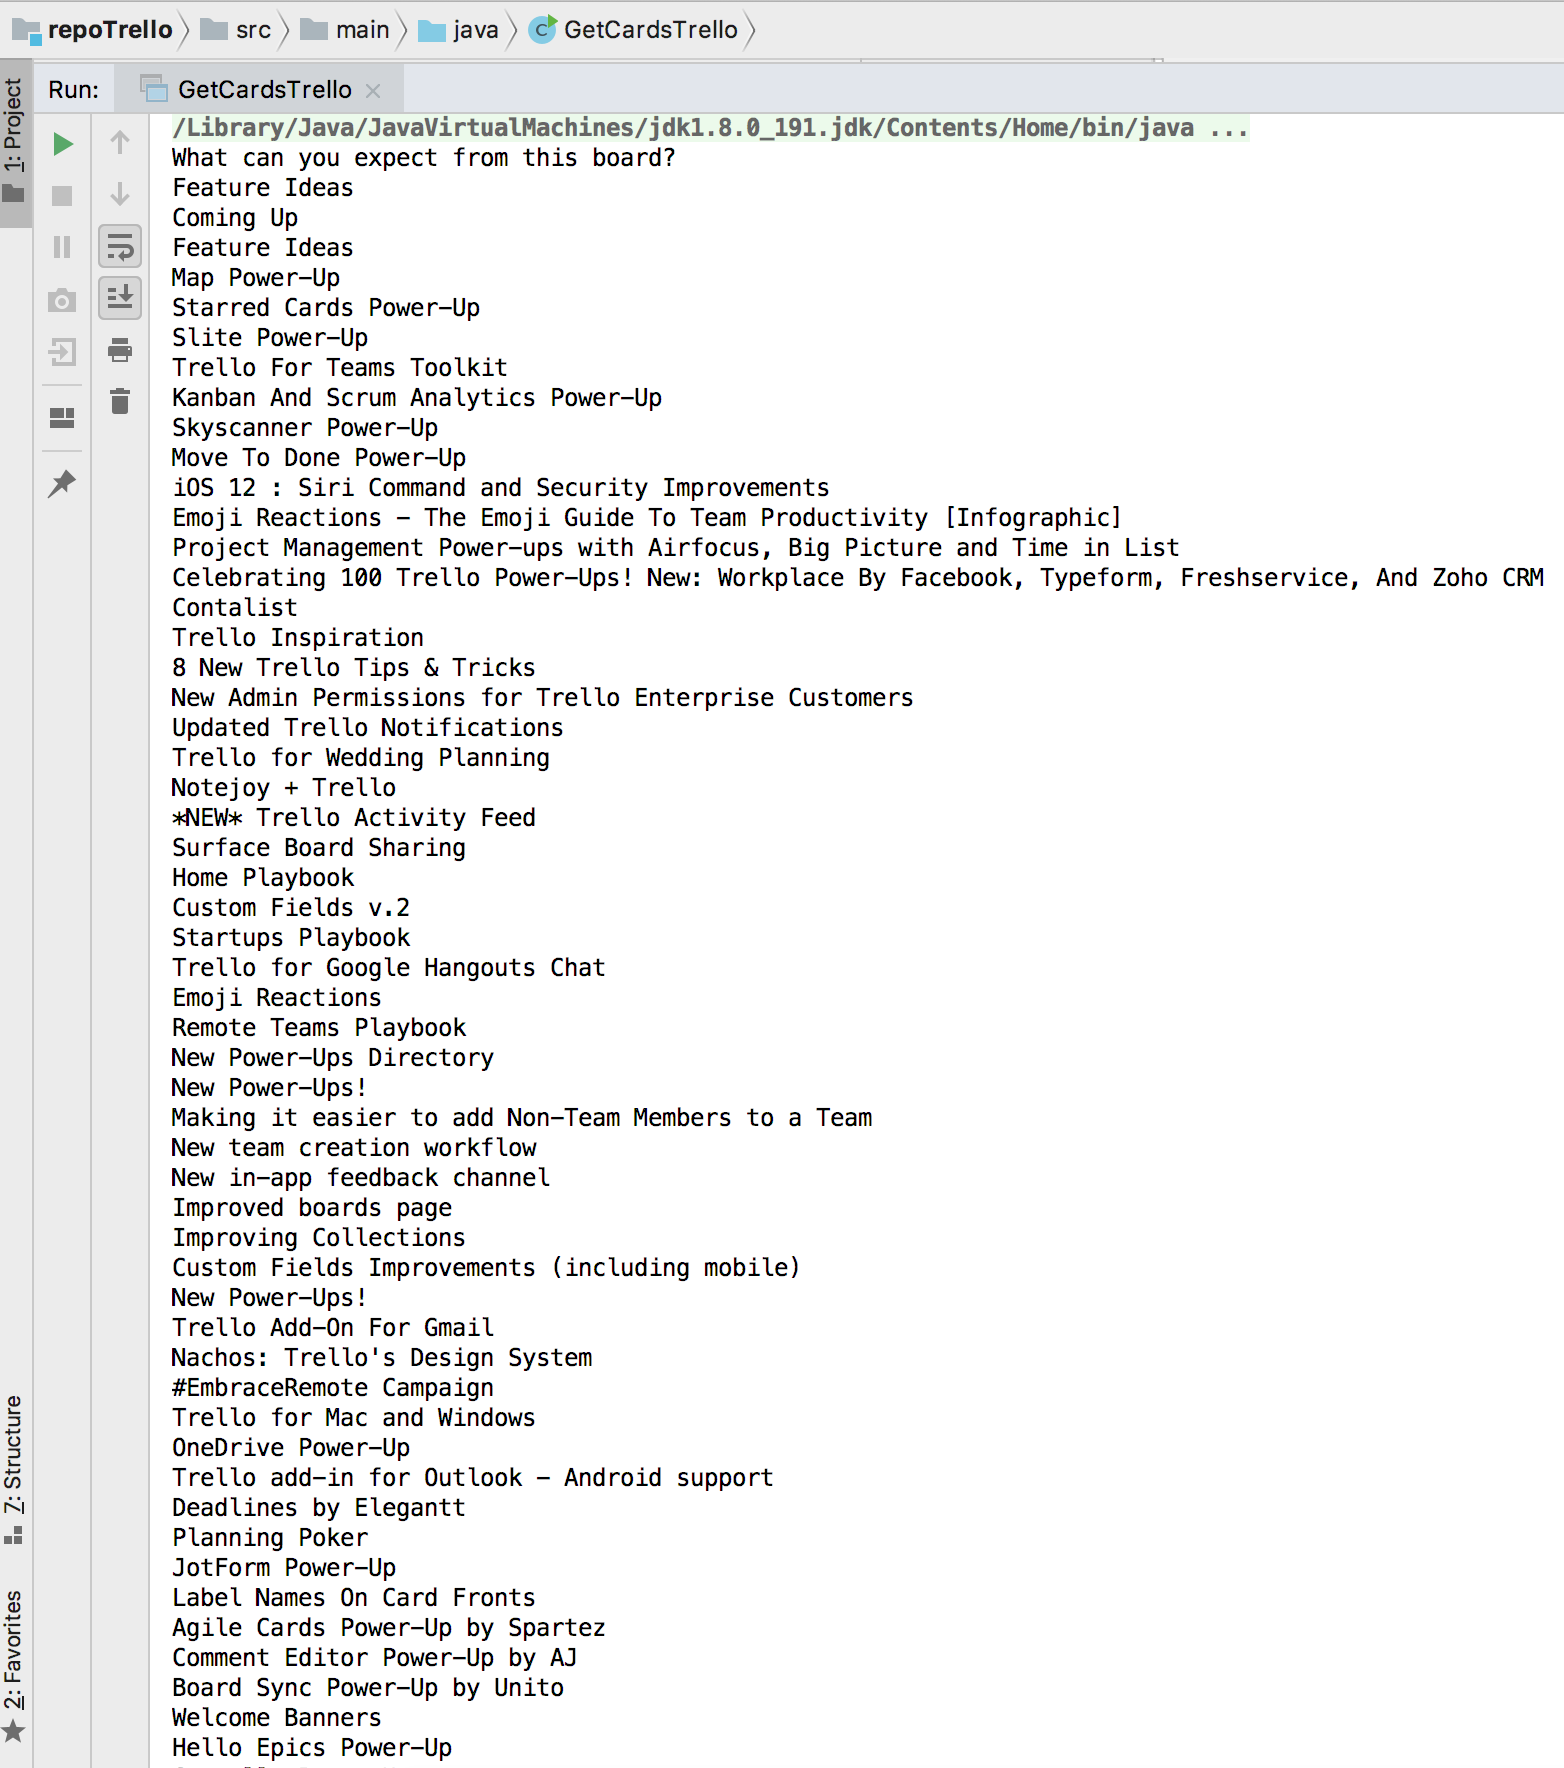 repoTrello src main java GetCardsTrello
Run: GetCardsTrello
1: Project
/Library/Java/JavaVirtualMachines/jdk1.8.0_191.jdk/Contents/Home/bin/java ...
What can you expect from this board?
Feature Ideas
Coming Up
Feature Ideas
Map Power-Up
Starred Cards Power-Up
Slite Power-Up
Trello For Teams Toolkit
Kanban And Scrum Analytics Power-Up
Skyscanner Power-Up
Move To Done Power-Up
iOS 12 : Siri Command and Security Improvements
Emoji Reactions - The Emoji Guide To Team Productivity [Infographic]
Project Management Power-ups with Airfocus, Big Picture and Time in List
Celebrating 100 Trello Power-Ups! New: Workplace By Facebook, Typeform, Freshservice, And Zoho CRM
Contalist
Trello Inspiration
8 New Trello Tips & Tricks
New Admin Permissions for Trello Enterprise Customers
Updated Trello Notifications
Trello for Wedding Planning
Notejoy + Trello
*NEW* Trello Activity Feed
Surface Board Sharing
Home Playbook
Custom Fields v.2
Startups Playbook
Trello for Google Hangouts Chat
Emoji Reactions
Remote Teams Playbook
New Power-Ups Directory
New Power-Ups!
Making it easier to add Non-Team Members to a Team
New team creation workflow
New in-app feedback channel
Improved boards page
Improving Collections
Custom Fields Improvements (including mobile)
New Power-Ups!
Trello Add-On For Gmail
Nachos: Trello's Design System
#EmbraceRemote Campaign
Trello for Mac and Windows
OneDrive Power-Up
Trello add-in for Outlook - Android support
Deadlines by Elegantt
Planning Poker
JotForm Power-Up
Label Names On Card Fronts
Agile Cards Power-Up by Spartez
Comment Editor Power-Up by AJ
Board Sync Power-Up by Unito
Welcome Banners
Hello Epics Power-Up
7: Structure
2: Favorites